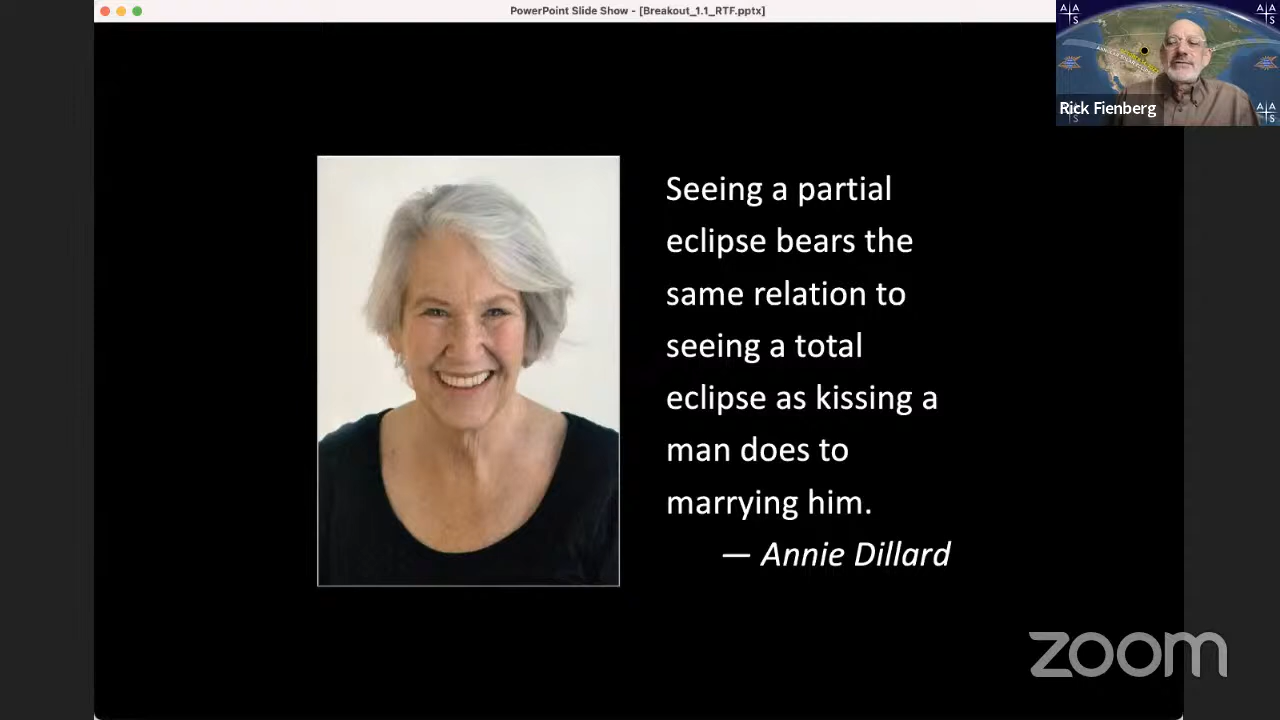 PowerPoint Slide Show - [Breakout_1.1_RTF.pptx]
A A
S
A A
S
A A
S
Rick Fienberg
Seeing a partial
eclipse bears the
same relation to
seeing a total
eclipse as kissing a
man does to
marrying him.
— Annie Dillard
zoom